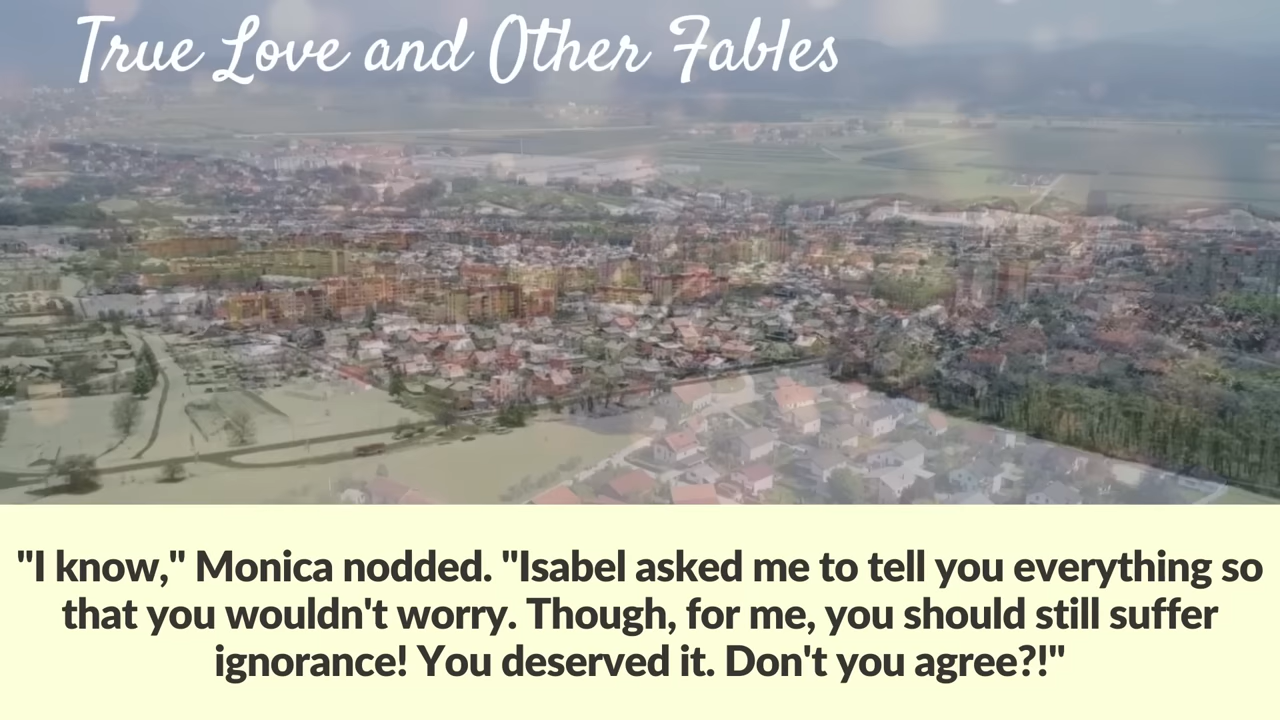 True Love and Other Fables
"I know," Monica nodded. "Isabel asked me to tell you everything so
that you wouldn't worry. Though, for me, you should still suffer
ignorance! You deserved it. Don't you agree?!"